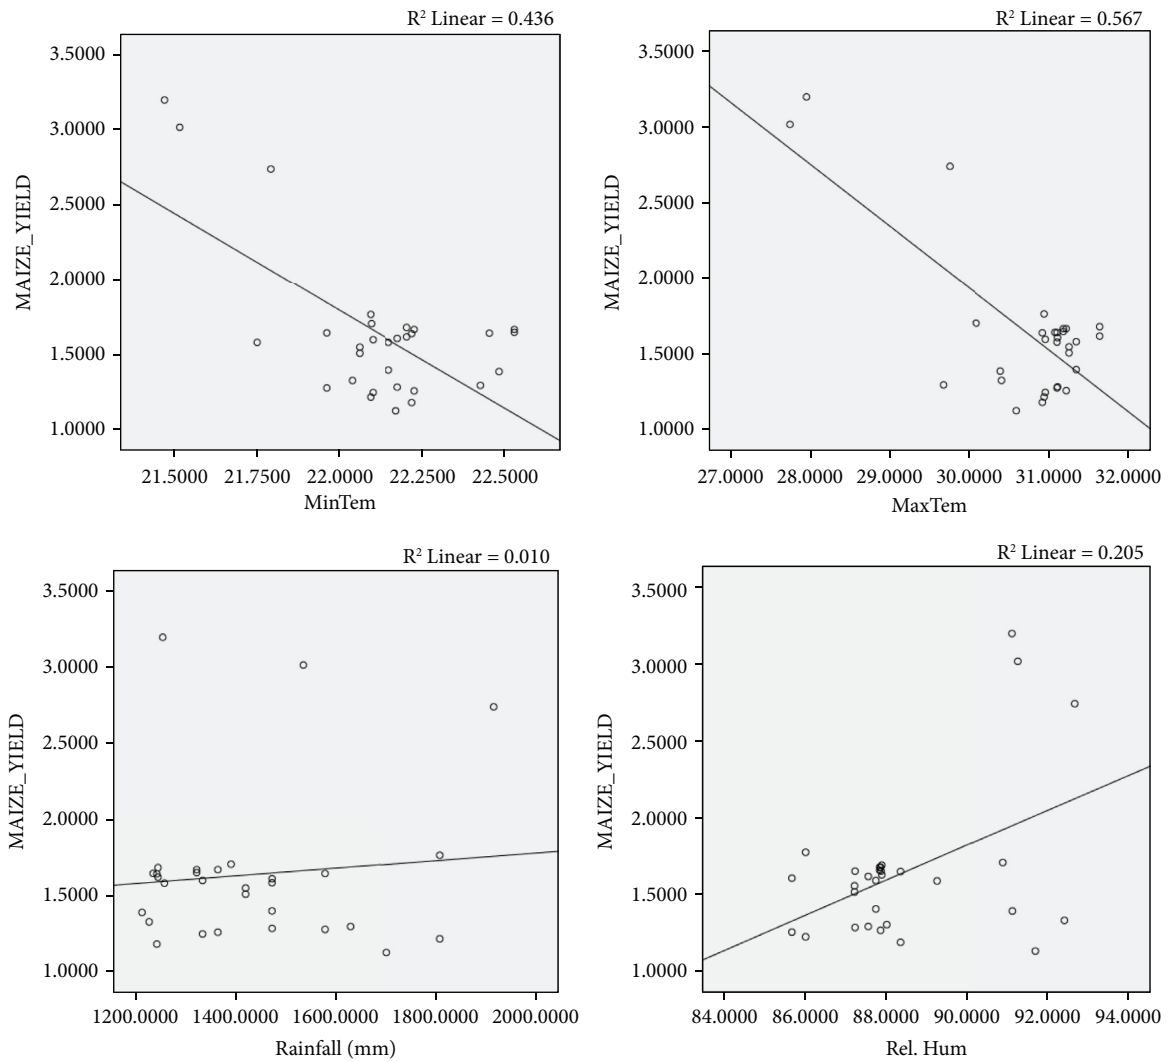 R² Linear = 0.436
3.5000
3.0000
2.5000
2.0000
1.5000
1.0000
MAIZE_YIELD
21.5000 21.7500 22.0000 22.2500 22.5000
MinTem
R² Linear = 0.567
3.5000
3.0000
2.5000
2.0000
1.5000
1.0000
MAIZE_YIELD
27.0000 28.0000 29.0000 30.0000 31.0000 32.0000
MaxTem
R² Linear = 0.010
3.5000
3.0000
2.5000
2.0000
1.5000
1.0000
MAIZE_YIELD
1200.0000 1400.0000 1600.0000 1800.0000 2000.0000
Rainfall (mm)
R² Linear = 0.205
3.5000
3.0000
2.5000
2.0000
1.5000
1.0000
MAIZE_YIELD
84.0000 86.0000 88.0000 90.0000 92.0000 94.0000
Rel. Hum